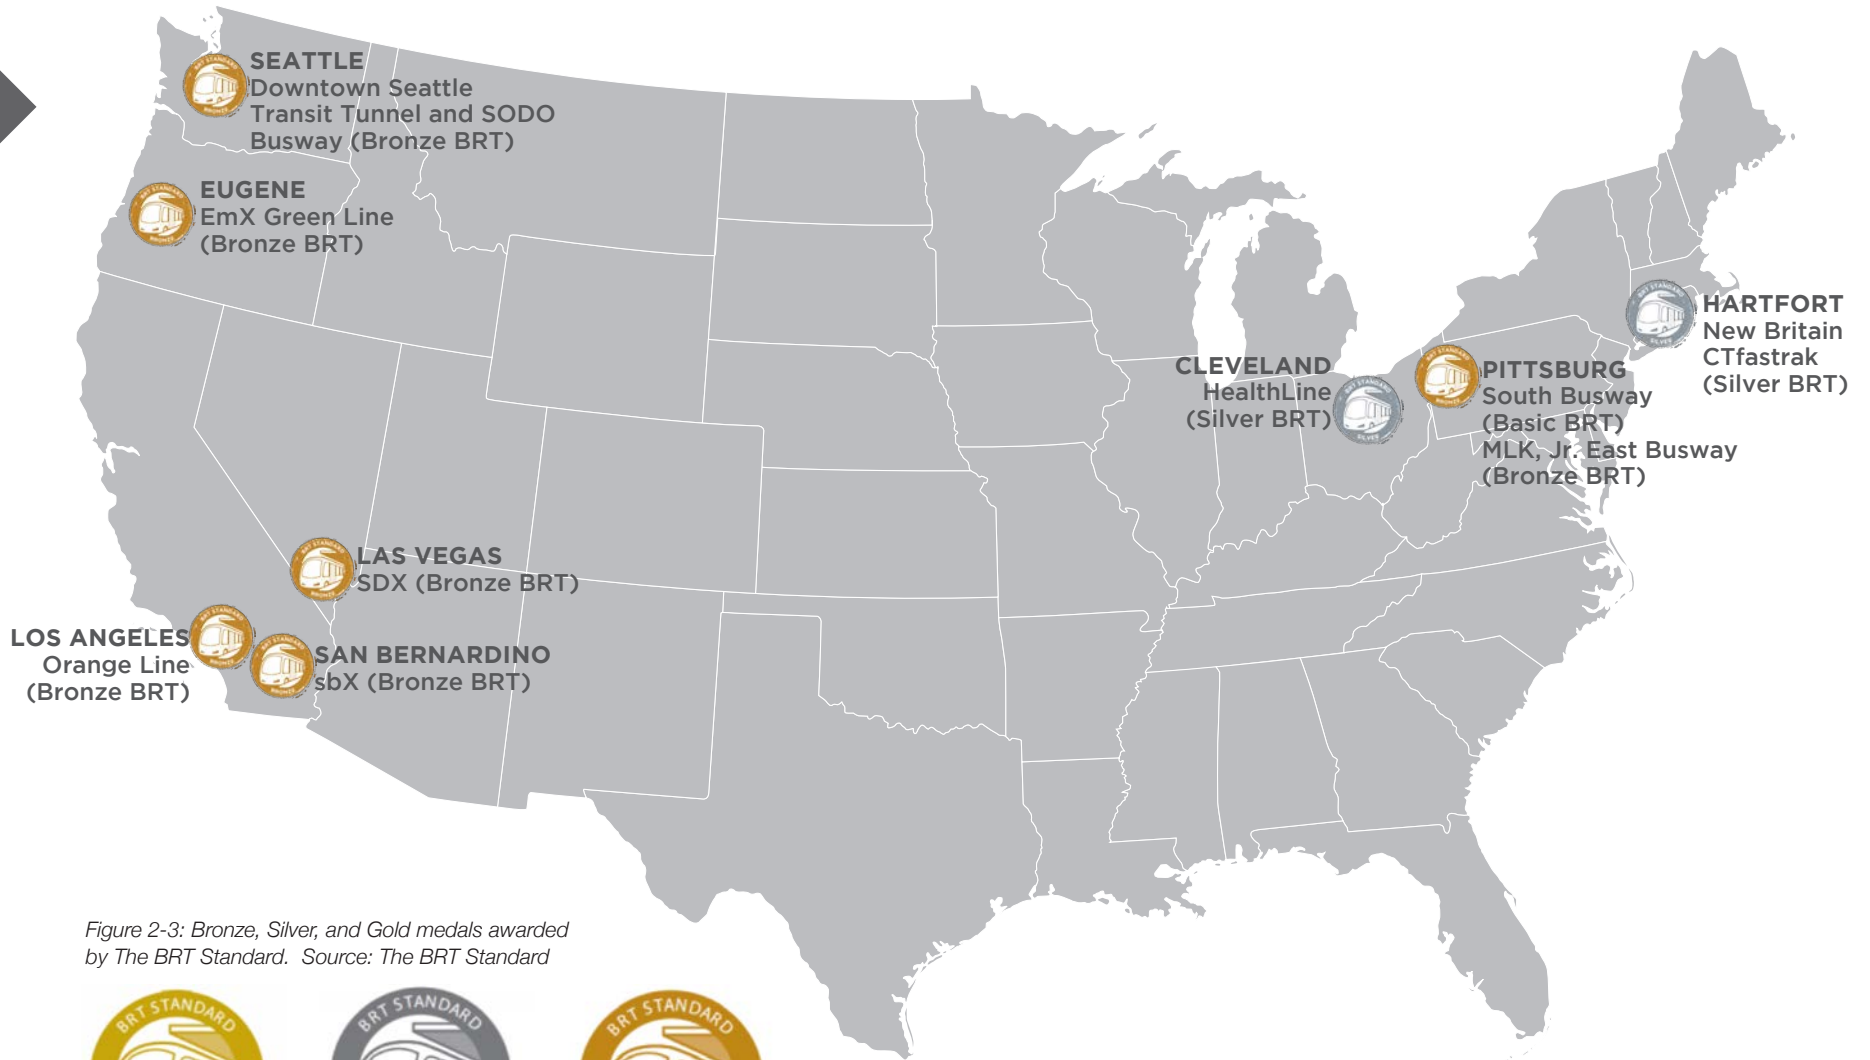 SEATTLE
Downtown Seattle
Transit Tunnel and SODO
Busway (Bronze BRT)
EUGENE
EmX Green Line
(Bronze BRT)
HARTFORT
New Britain
CTfastrak
(Silver BRT)
CLEVELAND
HealthLine
(Silver BRT)
PITTSBURG
South Busway
(Basic BRT)
MLK, Jr. East Busway
(Bronze BRT)
LAS VEGAS
SDX (Bronze BRT)
LOS ANGELES
Orange Line
(Bronze BRT)
SAN BERNARDINO
sbX (Bronze BRT)
Figure 2-3: Bronze, Silver, and Gold medals awarded
by The BRT Standard.  Source: The BRT Standard
BRT STANDARD
BRT STANDARD
BRT STANDARD